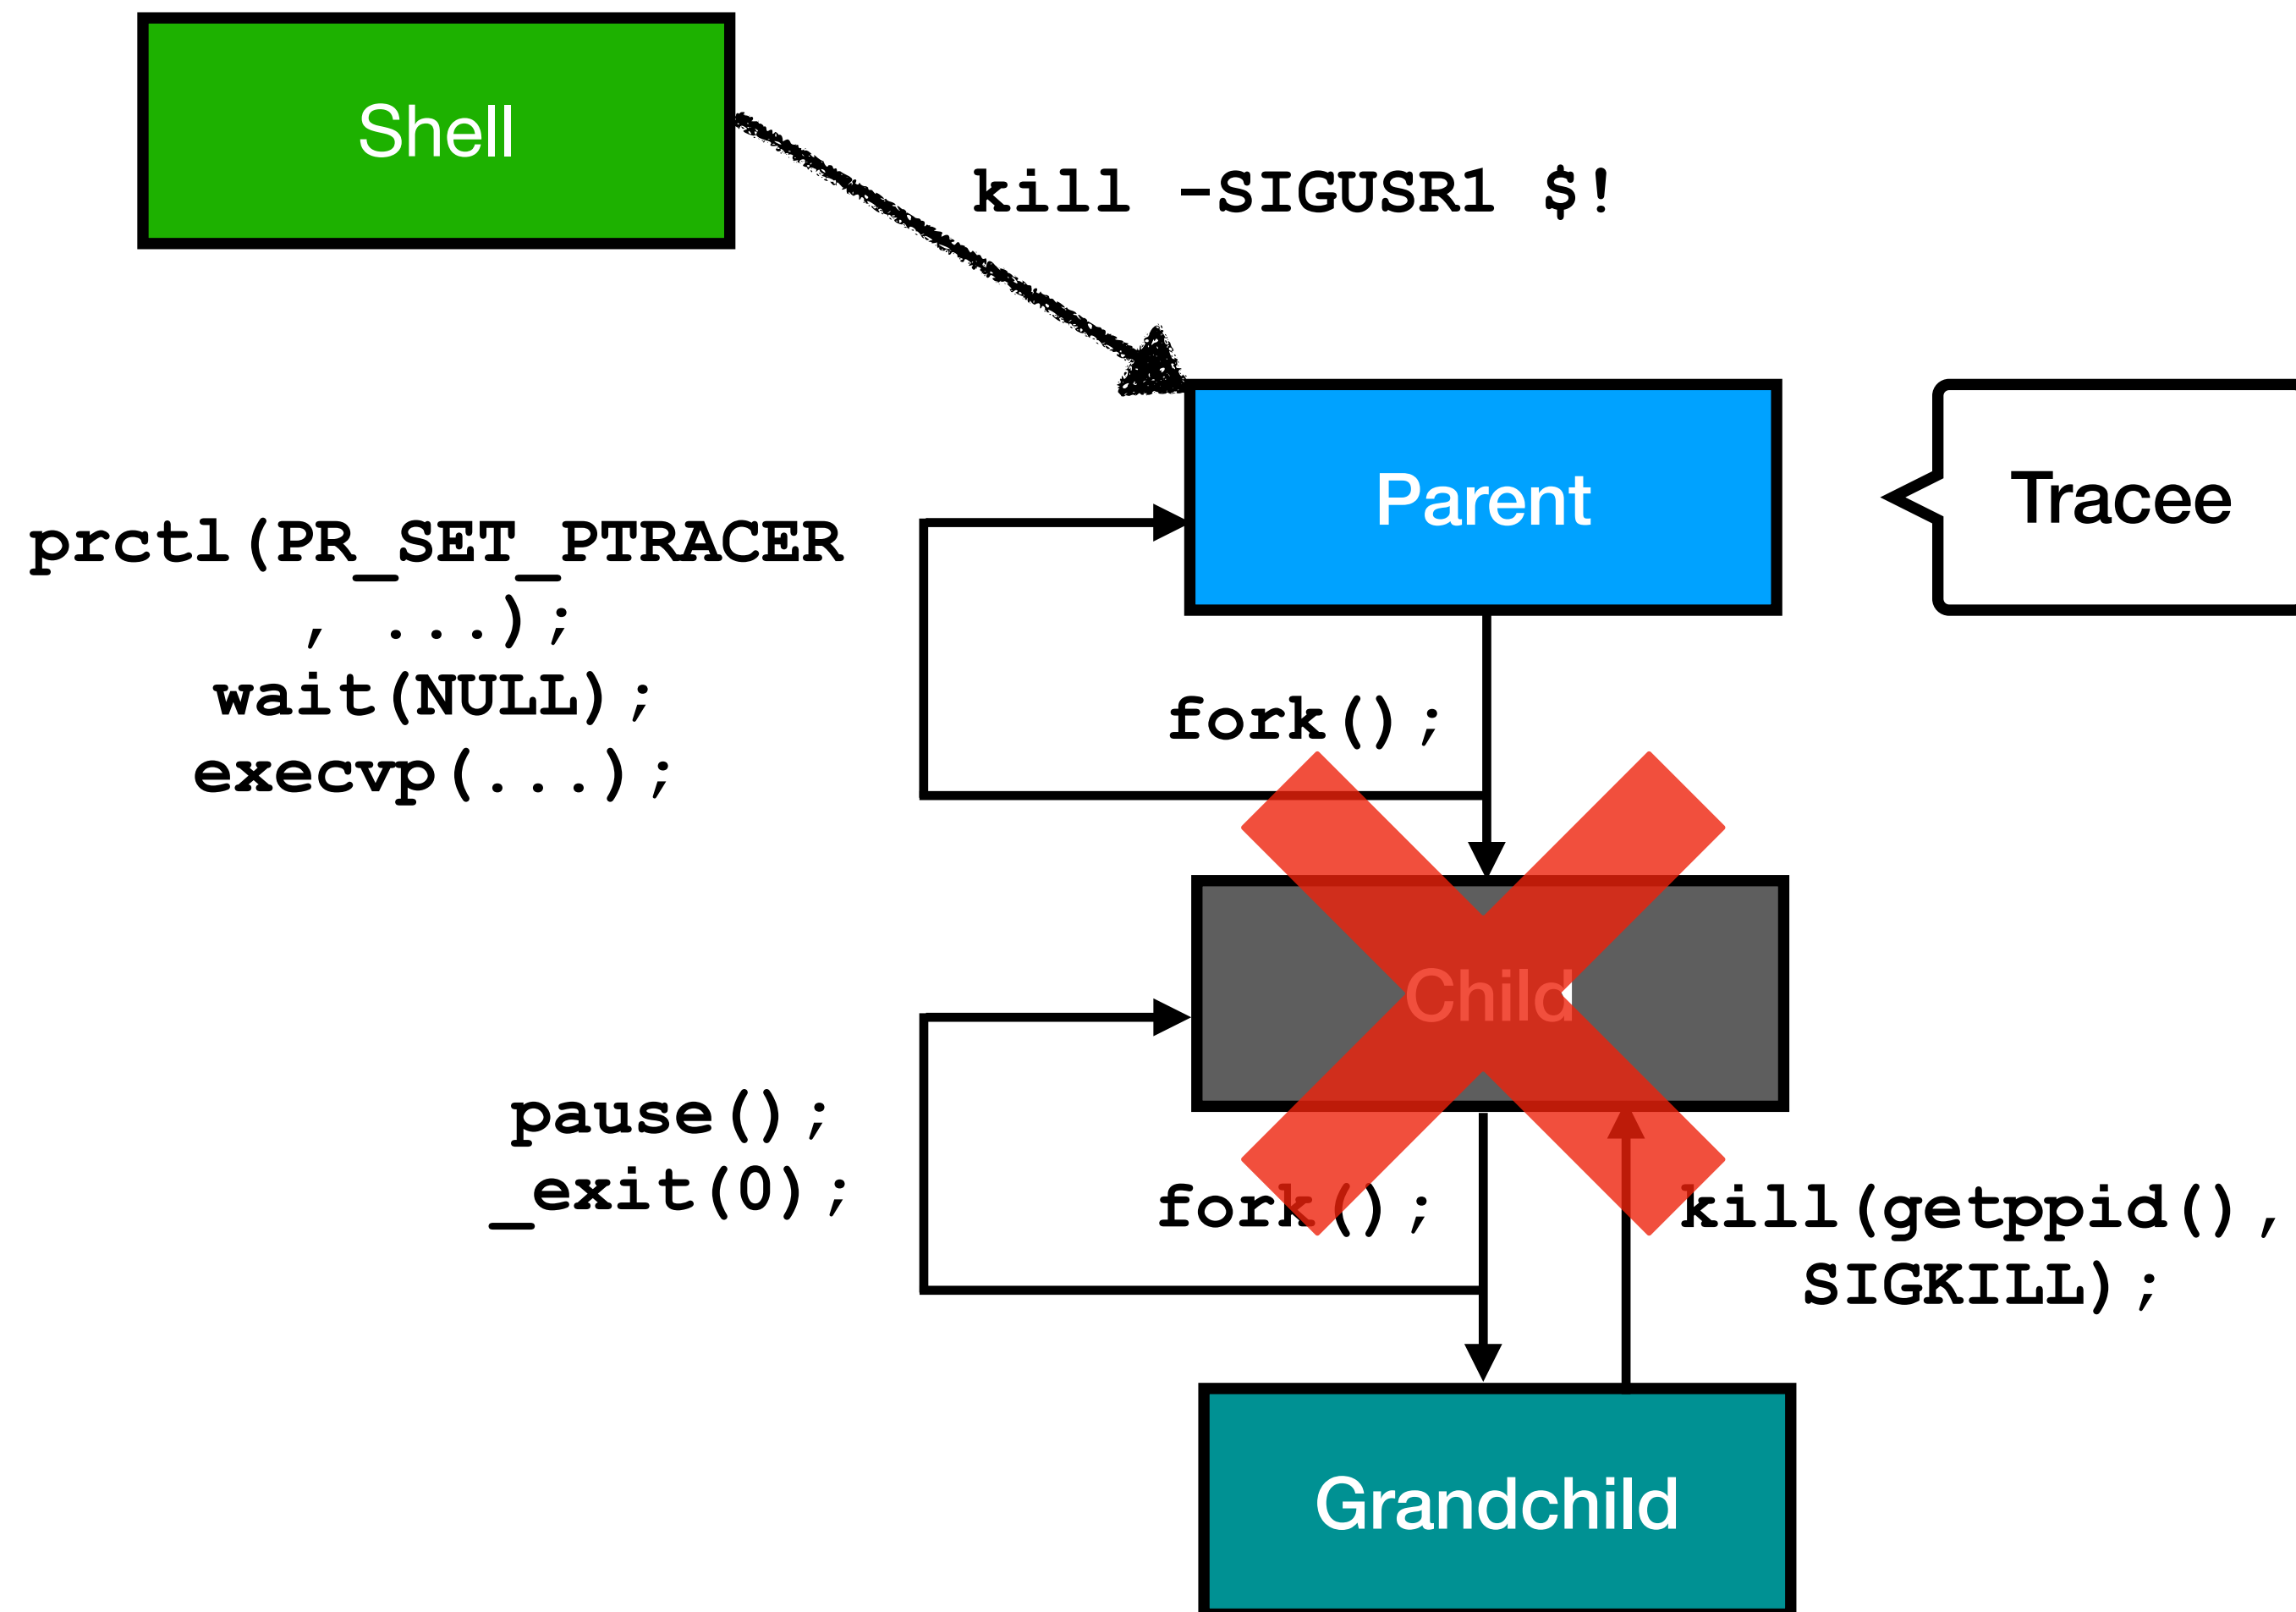 Shell
kill -SIGUSR1 $!
Parent
Tracee
prctl(PR_SET_PTRACER
, ...);
wait(NULL);
execvp(...);
fork();
Child
pause();
_exit(0);
fork();
kill(getppid(),
SIGKILL);
Grandchild